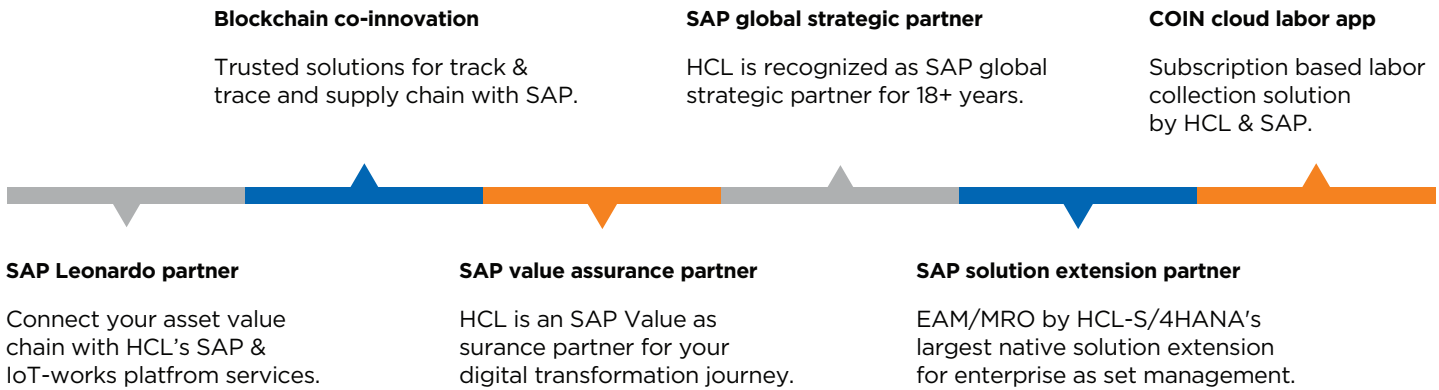 Blockchain co-innovation
Trusted solutions for track &
trace and supply chain with SAP.
SAP global strategic partner
HCL is recognized as SAP global
strategic partner for 18+ years.
COIN cloud labor app
Subscription based labor
collection solution
by HCL & SAP.
SAP Leonardo partner
Connect your asset value
chain with HCL’s SAP &
IoT-works platfrom services.
SAP value assurance partner
HCL is an SAP Value as
surance partner for your
digital transformation journey.
SAP solution extension partner
EAM/MRO by HCL-S/4HANA's
largest native solution extension
for enterprise as set management.